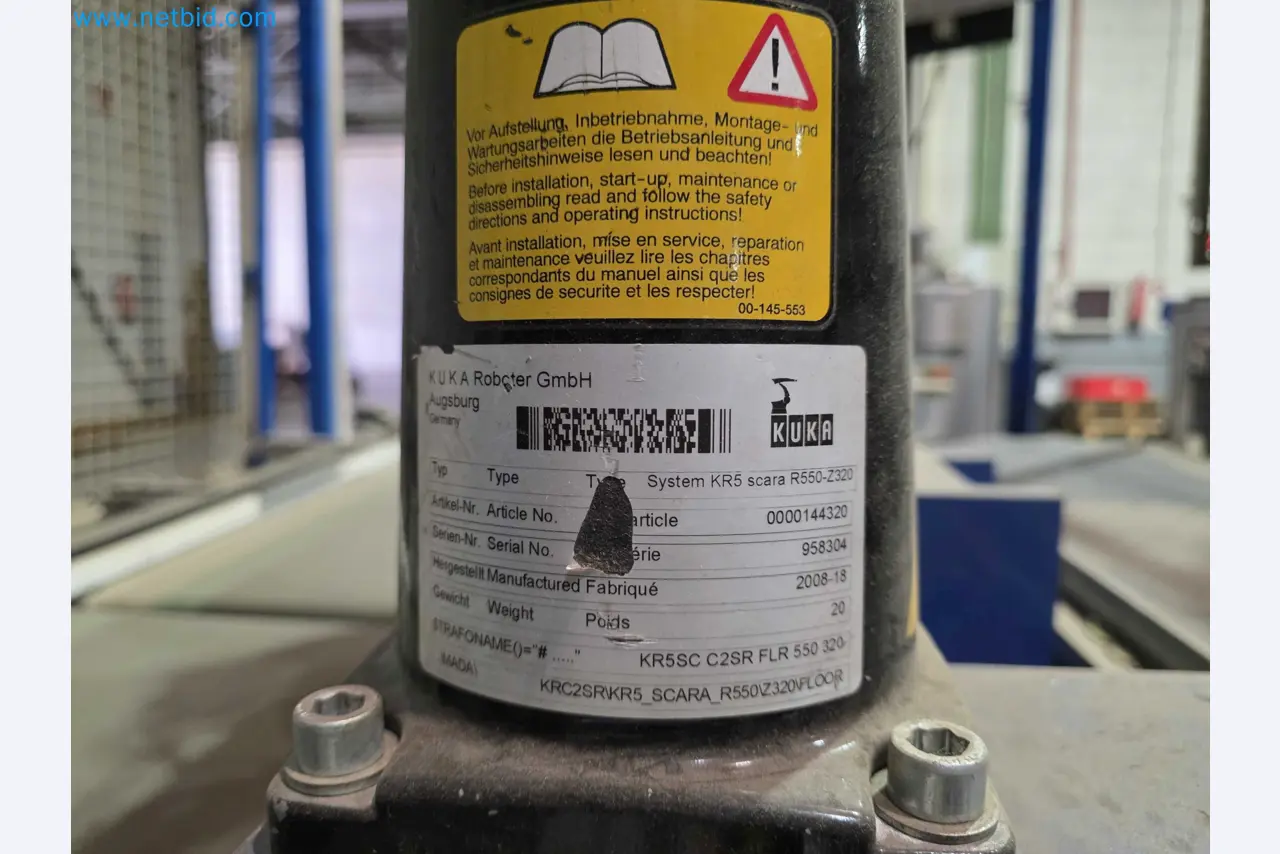 www.netbid.com
Vor Aufstellung, Inbetriebnahme, Montage- und
Wartungsarbeiten die Betriebsanleitung und
Sicherheitshinweise lesen und beachten!
Before installation, start-up, maintenance or
disassembling read and follow the safety
directions and operating instructions!
Avant installation, mise en service, reparation
et maintenance veuillez lire les chapitres
correspondants du manuel ainsi que les
consignes de securite et les respecter!
00-145-553
KUKA Roboter GmbH
Augsburg
Germany
KUKA
Typ Type Type System KR5 scara R550-Z320
Artikel-Nr. Article No. article 0000144320
Serien-Nr. Serial No. série 958304
Hergestellt Manufactured Fabriqué 2008-18
Gewicht Weight Poids 20
$TRAFONAME()="# ....." KR5SC C2SR FLR 550 320
\MADA\ KRC2SR\KR5_SCARA_R550\Z320\FLOOR